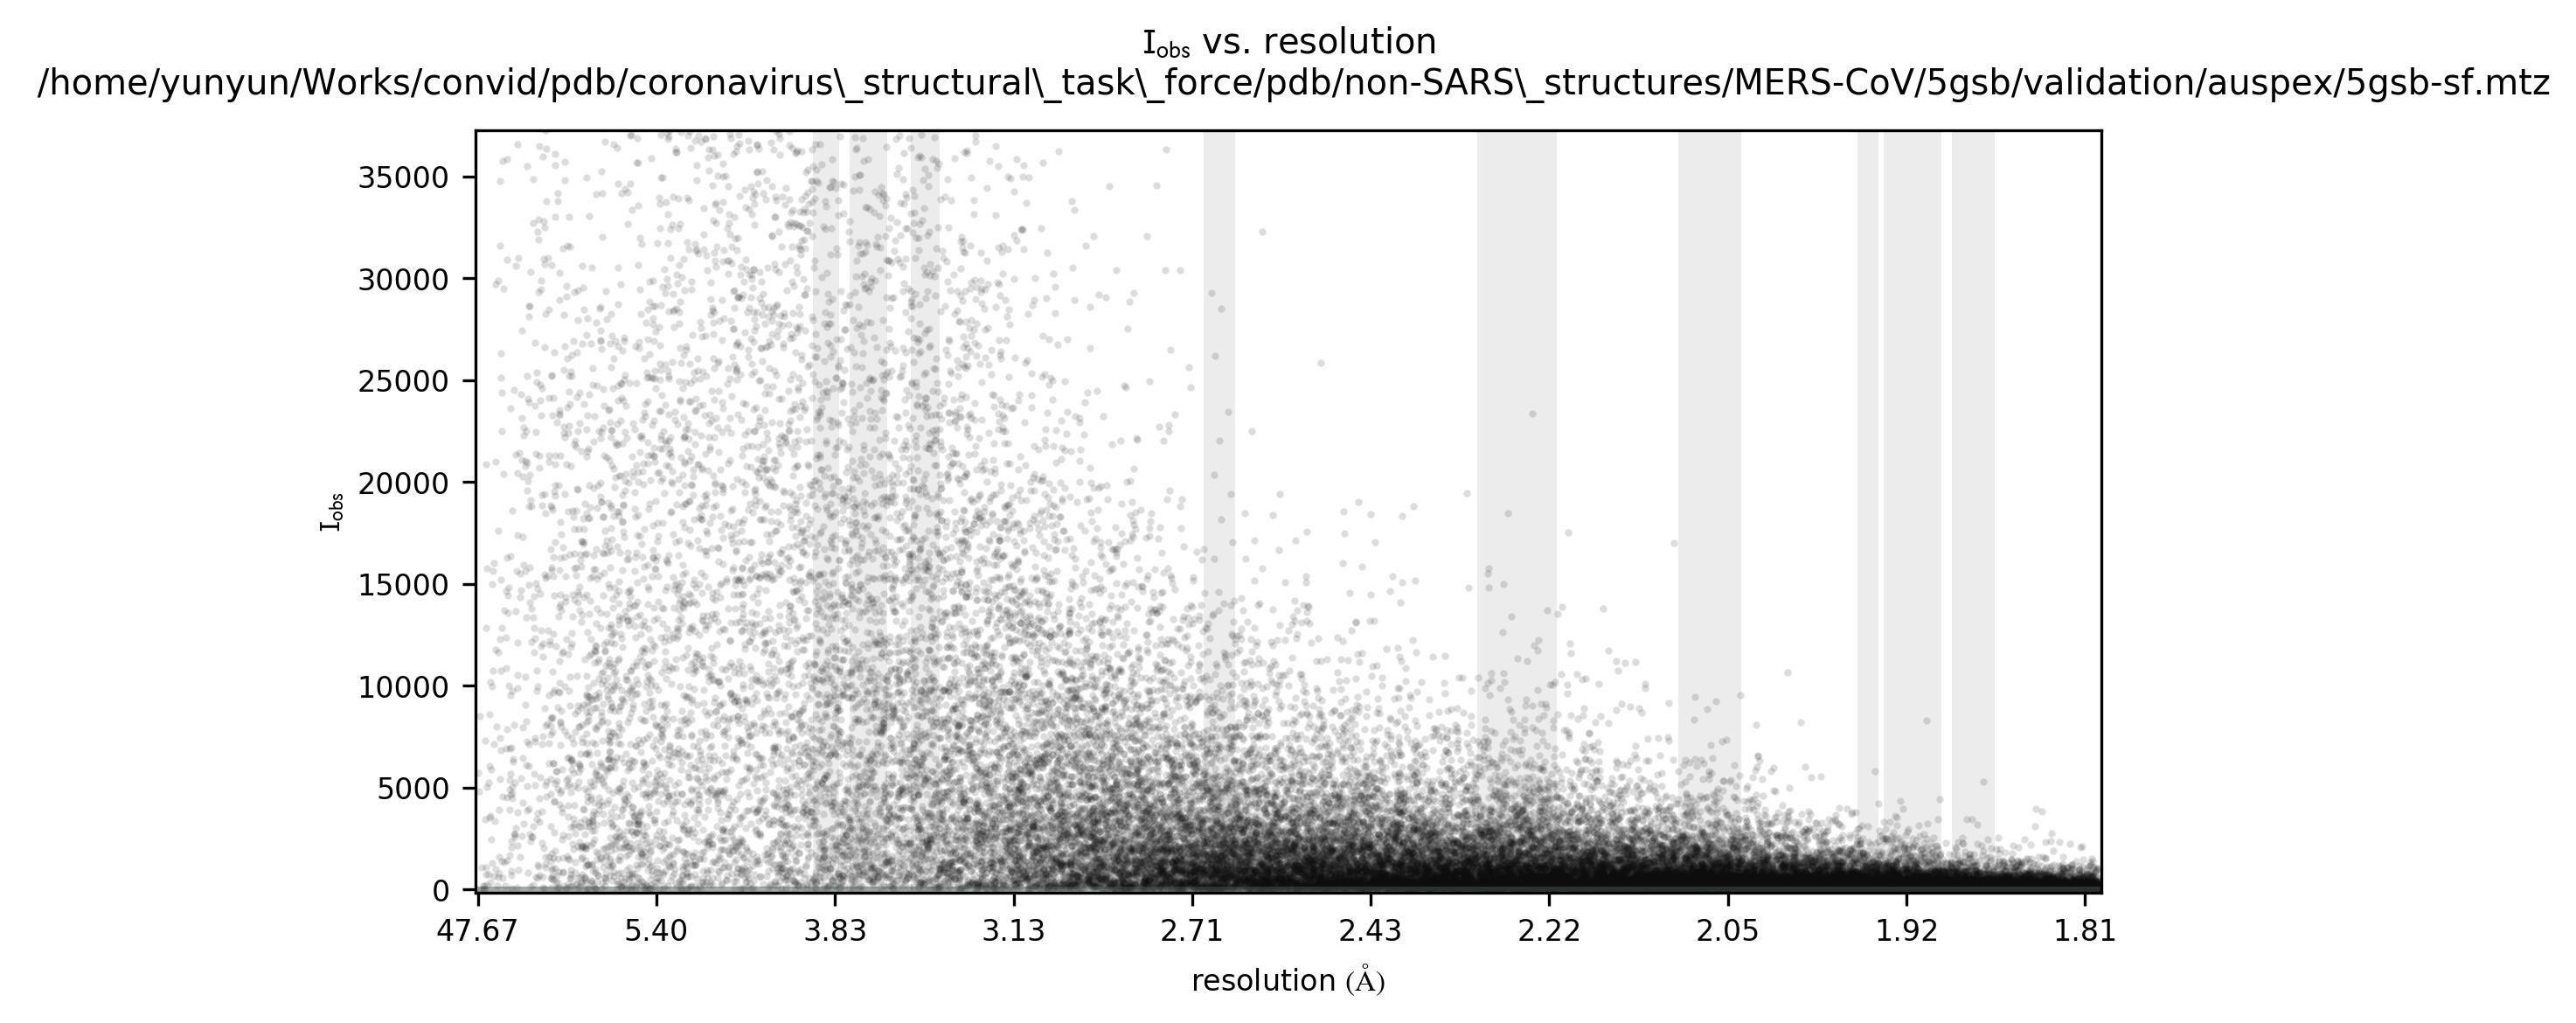 Iobs vs. resolution
/home/yunyun/Works/convid/pdb/coronavirus\_structural\_task\_force/pdb/non-SARS\_structures/MERS-CoV/5gsb/validation/auspex/5gsb-sf.mtz
35000
30000
25000
20000
15000
10000
5000
0
Iobs
47.67 5.40 3.83 3.13 2.71 2.43 2.22 2.05 1.92 1.81
resolution (Å)